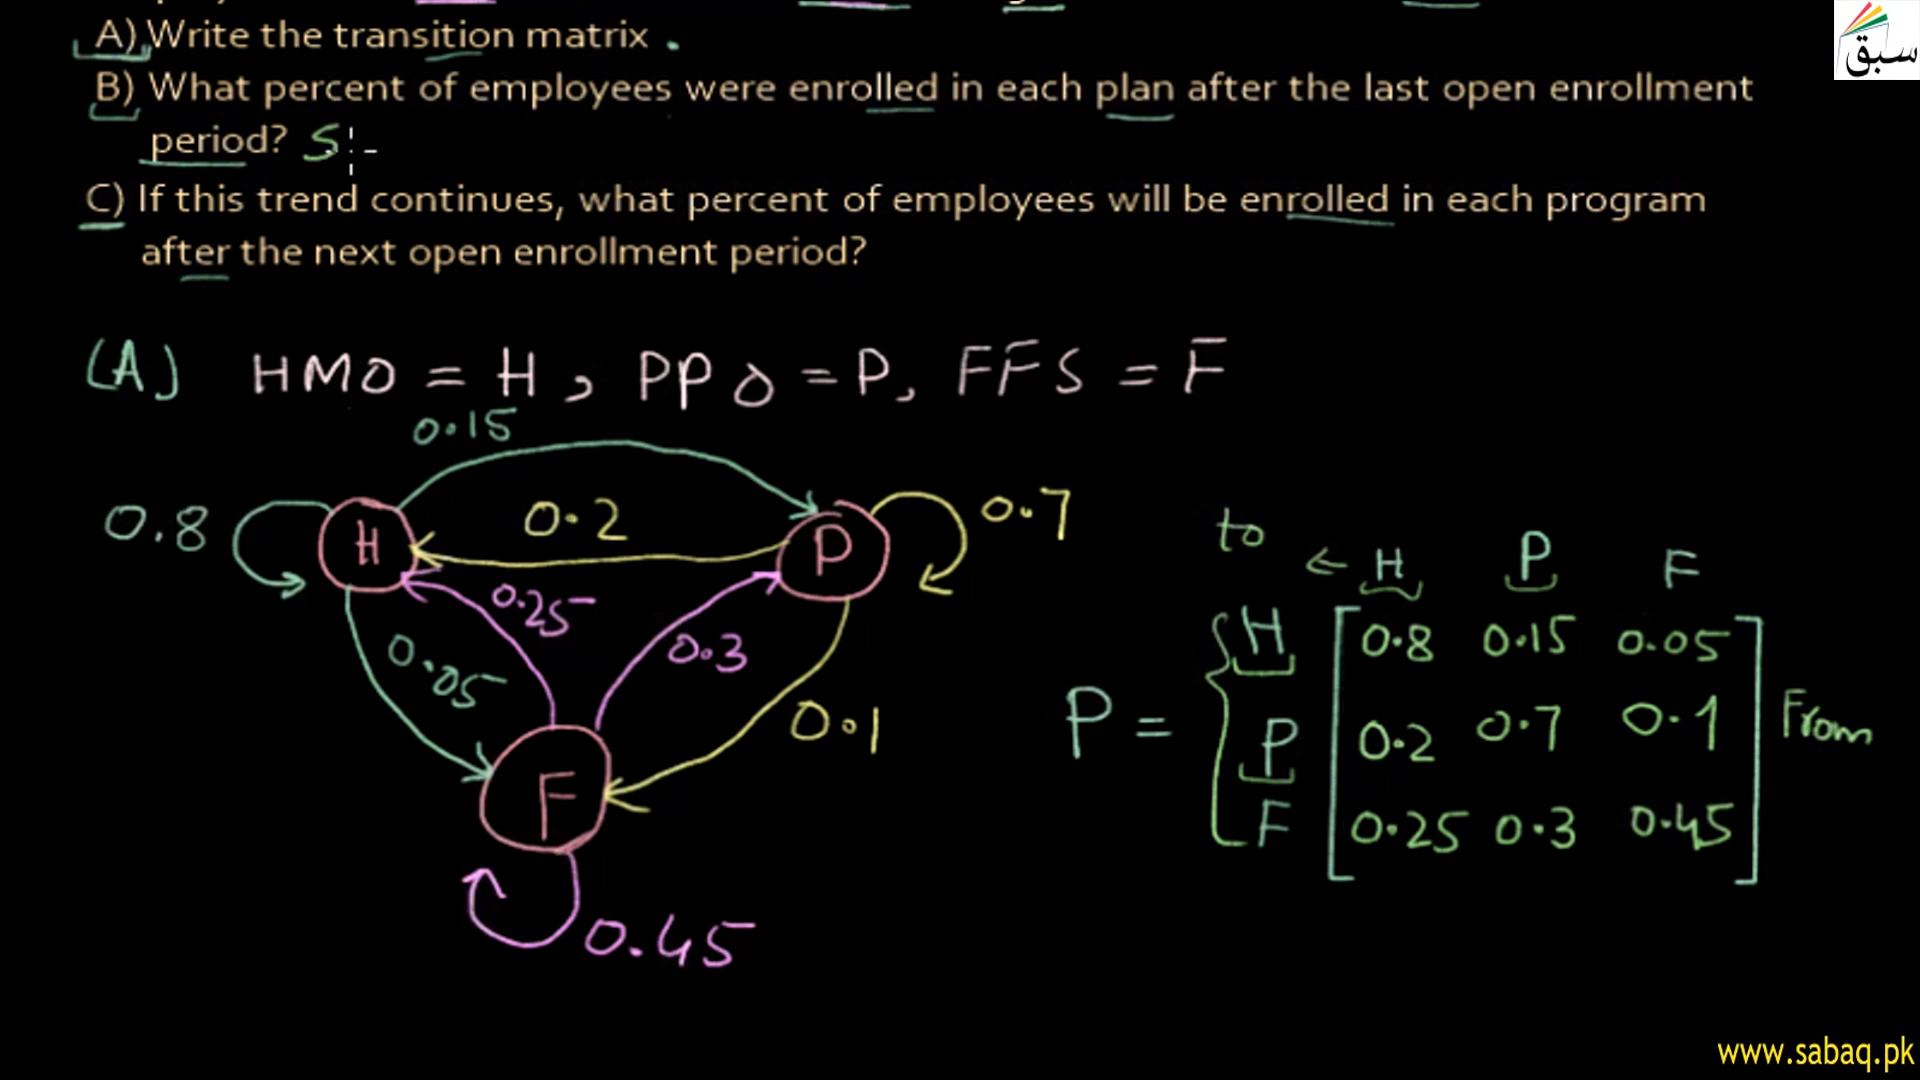 A) Write the transition matrix .
B) What percent of employees were enrolled in each plan after the last open enrollment
period? S
C) If this trend continues, what percent of employees will be enrolled in each program
after the next open enrollment period?
(A) HMO = H , PPO = P, FFS = F
0.15
0.8 H 0.2 P 0.7
0.25
0.05 0.3
0.1
F
0.45
to ← H P F
H 0.8 0.15 0.05
P = P 0.2 0.7 0.1 From
F 0.25 0.3 0.45
سبق
www.sabaq.pk